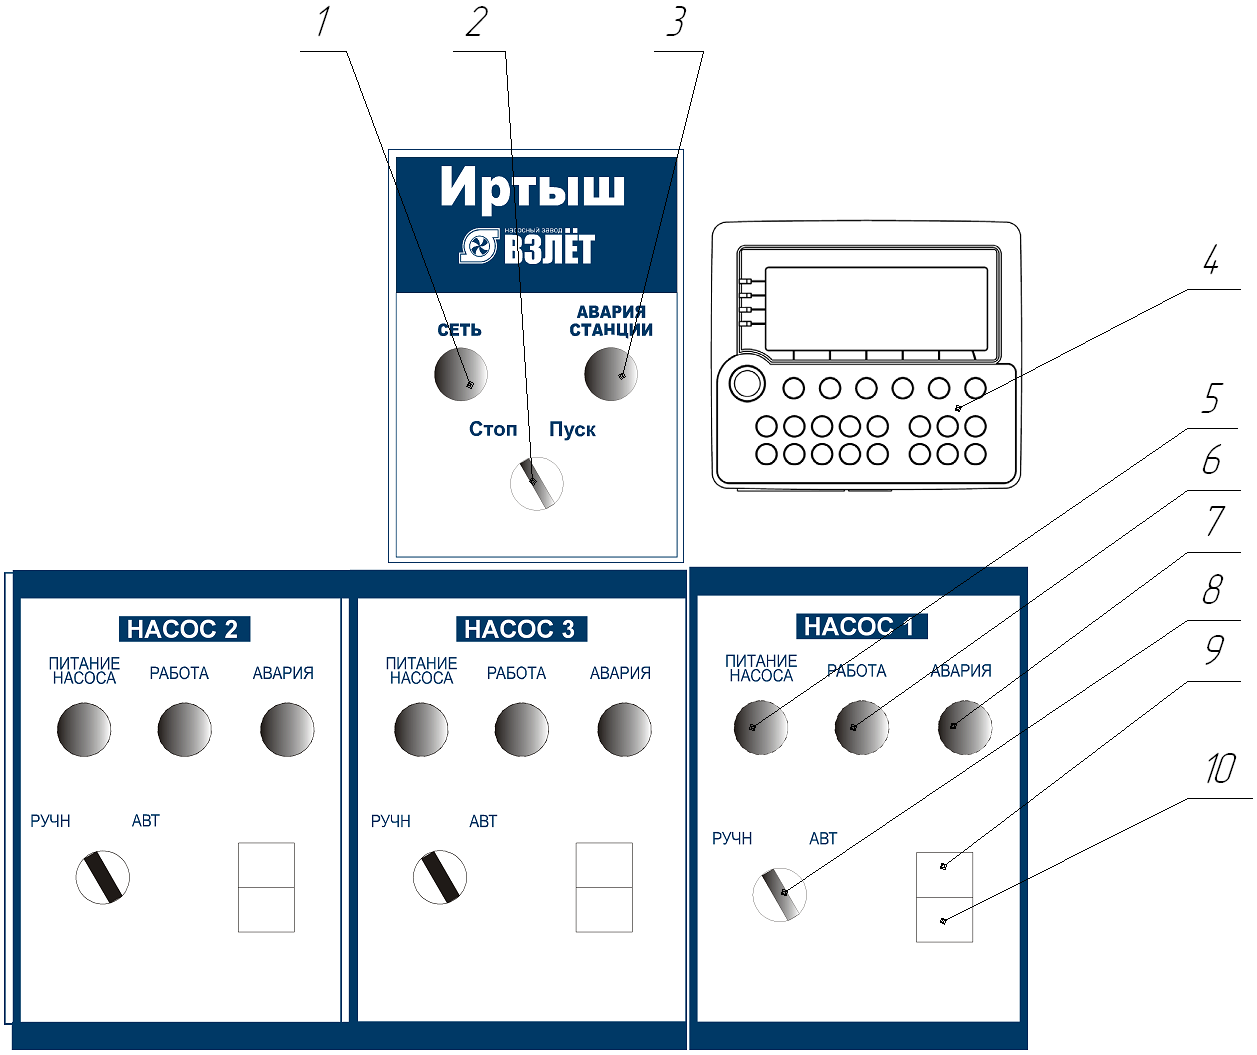 1 2 3
Иртыш
насосный завод
ВЗЛЁТ
4
АВАРИЯ
СЕТЬ СТАНЦИИ
5
Стоп Пуск
6
7
8
НАСОС 2 НАСОС 3 НАСОС 1
9
ПИТАНИЕ
НАСОСА РАБОТА АВАРИЯ
ПИТАНИЕ
НАСОСА РАБОТА АВАРИЯ
ПИТАНИЕ
НАСОСА РАБОТА АВАРИЯ
10
РУЧН АВТ
РУЧН АВТ
РУЧН АВТ